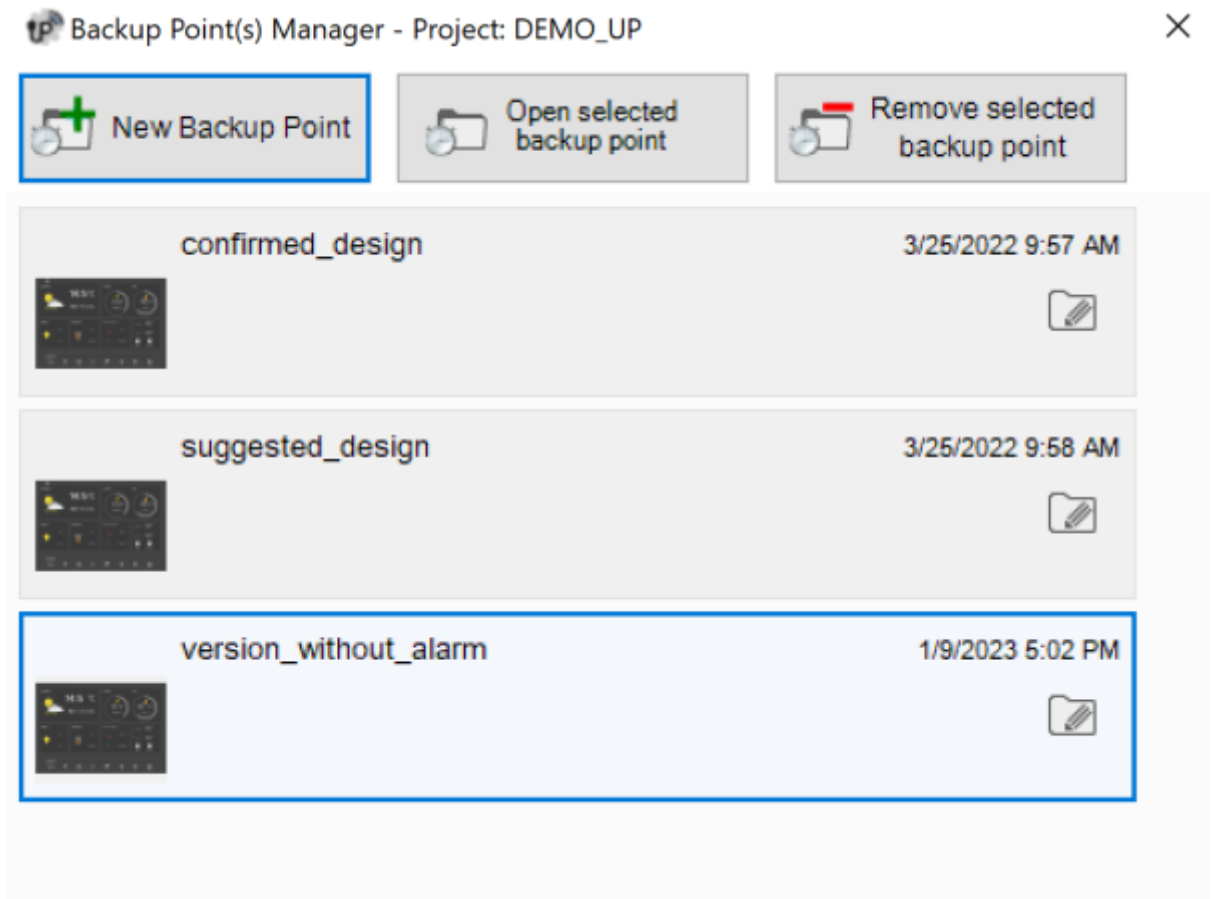 Backup Point(s) Manager - Project: DEMO_UP
New Backup Point
Open selected
backup point
Remove selected
backup point
confirmed_design
3/25/2022 9:57 AM
suggested_design
3/25/2022 9:58 AM
version_without_alarm
1/9/2023 5:02 PM